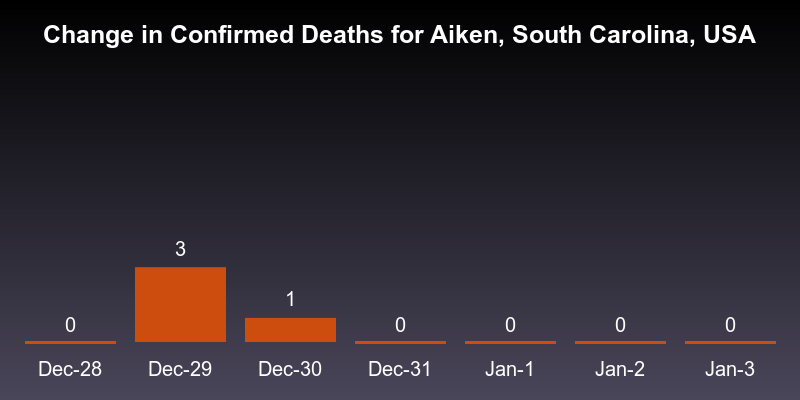 Change in Confirmed Deaths for Aiken, South Carolina, USA
0 3 1 0 0 0 0
Dec-28 Dec-29 Dec-30 Dec-31 Jan-1 Jan-2 Jan-3